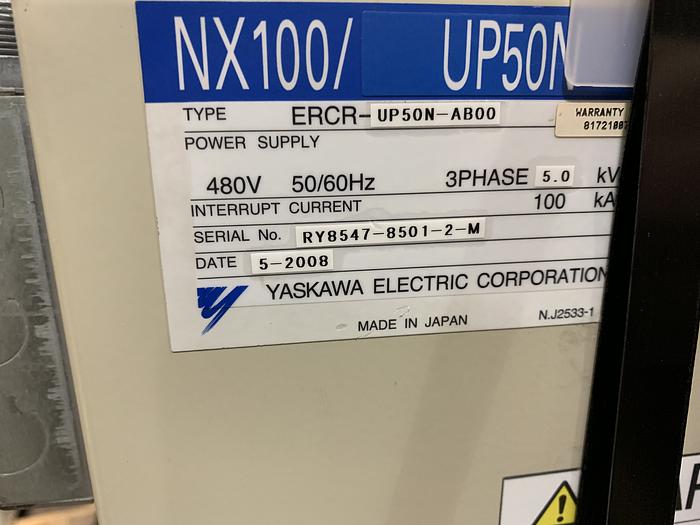 NX100/ UP50N
TYPE ERCR-UP50N-AB00 WARRANTY
POWER SUPPLY
480V 50/60Hz 3PHASE 5.0
INTERRUPT CURRENT 100 kA
SERIAL No. RY8547-8501-2-M
DATE 5-2008
YASKAWA ELECTRIC CORPORATION
MADE IN JAPAN N.J2533-1